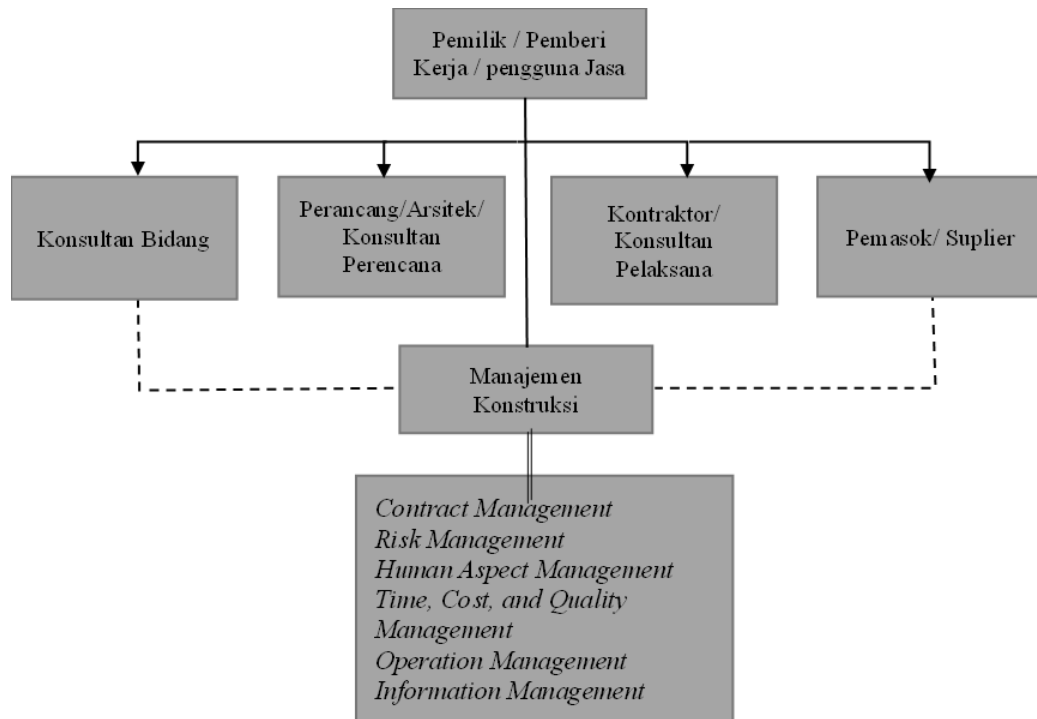 Pemilik / Pemberi
Kerja / pengguna Jasa
Konsultan Bidang
Perancang/Arsitek/
Konsultan
Perencana
Kontraktor/
Konsultan
Pelaksana
Pemasok/ Suplier
Manajemen
Konstruksi
Contract Management
Risk Management
Human Aspect Management
Time, Cost, and Quality
Management
Operation Management
Information Management